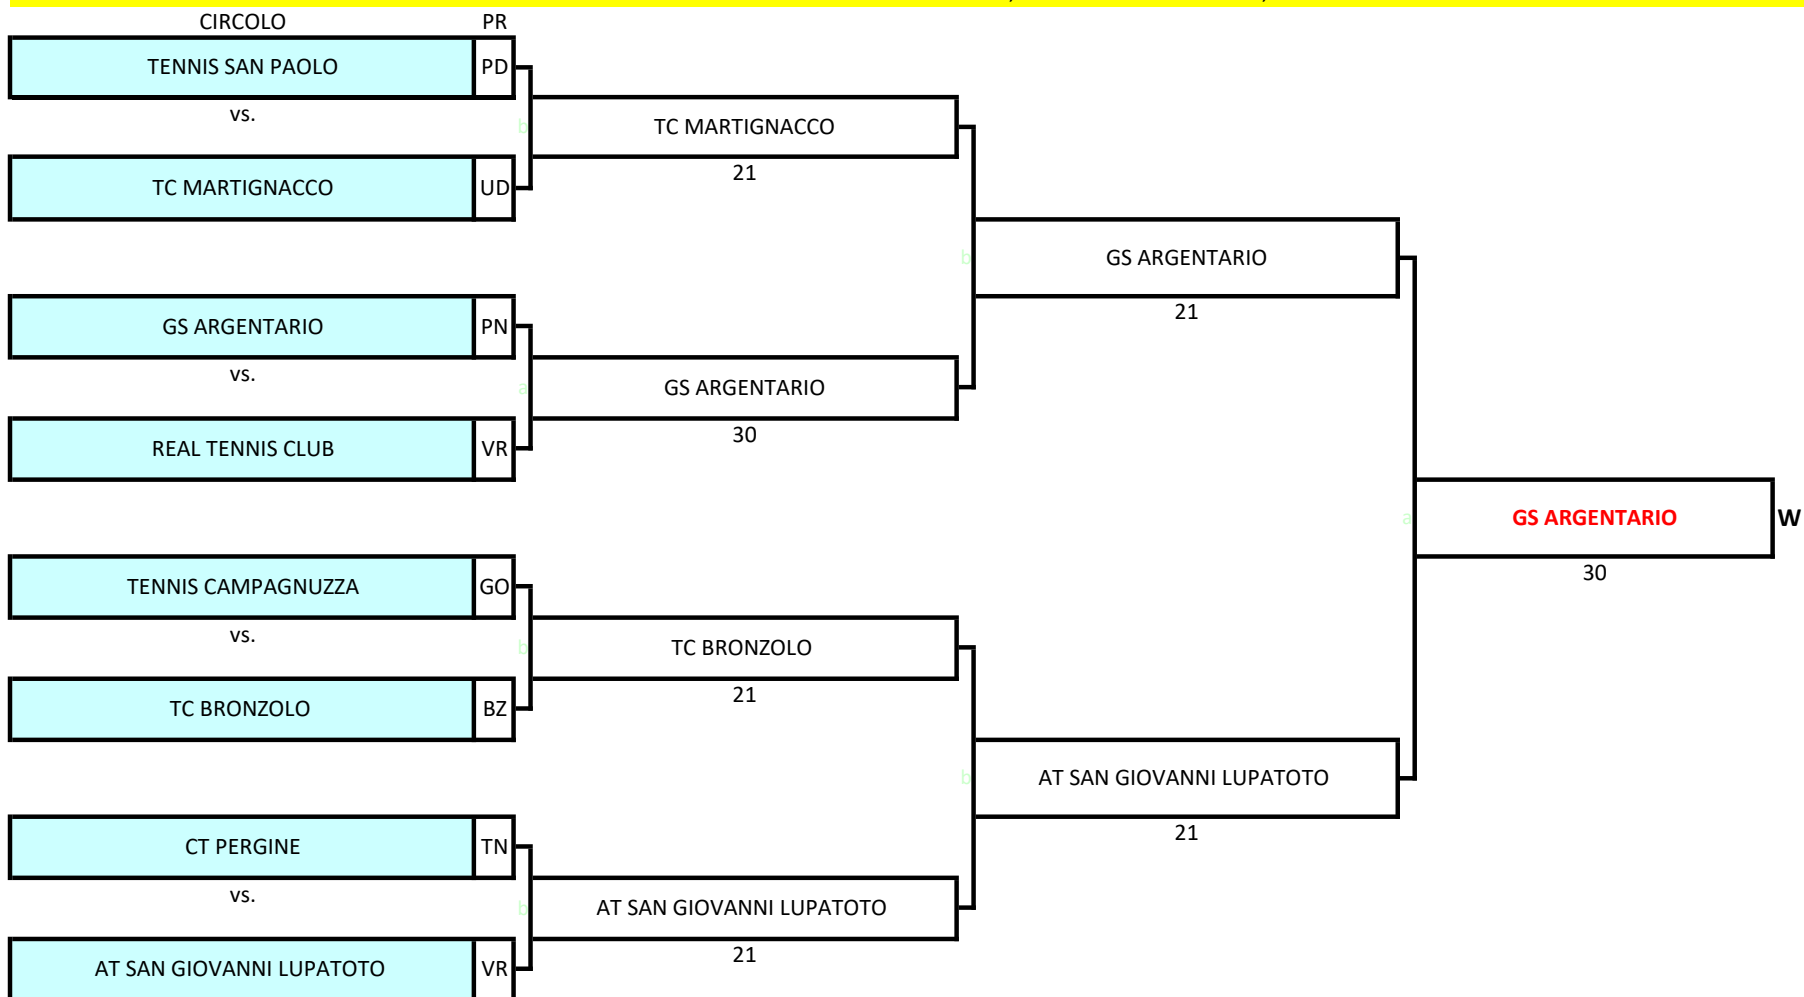 CIRCOLO PR
TENNIS SAN PAOLO PD
vs.
b TC MARTIGNACCO
21
TC MARTIGNACCO UD
b GS ARGENTARIO
21
GS ARGENTARIO PN
vs.
a GS ARGENTARIO
30
REAL TENNIS CLUB VR
a GS ARGENTARIO W
30
TENNIS CAMPAGNUZZA GO
vs.
b TC BRONZOLO
21
TC BRONZOLO BZ
b AT SAN GIOVANNI LUPATOTO
21
CT PERGINE TN
vs.
b AT SAN GIOVANNI LUPATOTO
21
AT SAN GIOVANNI LUPATOTO VR